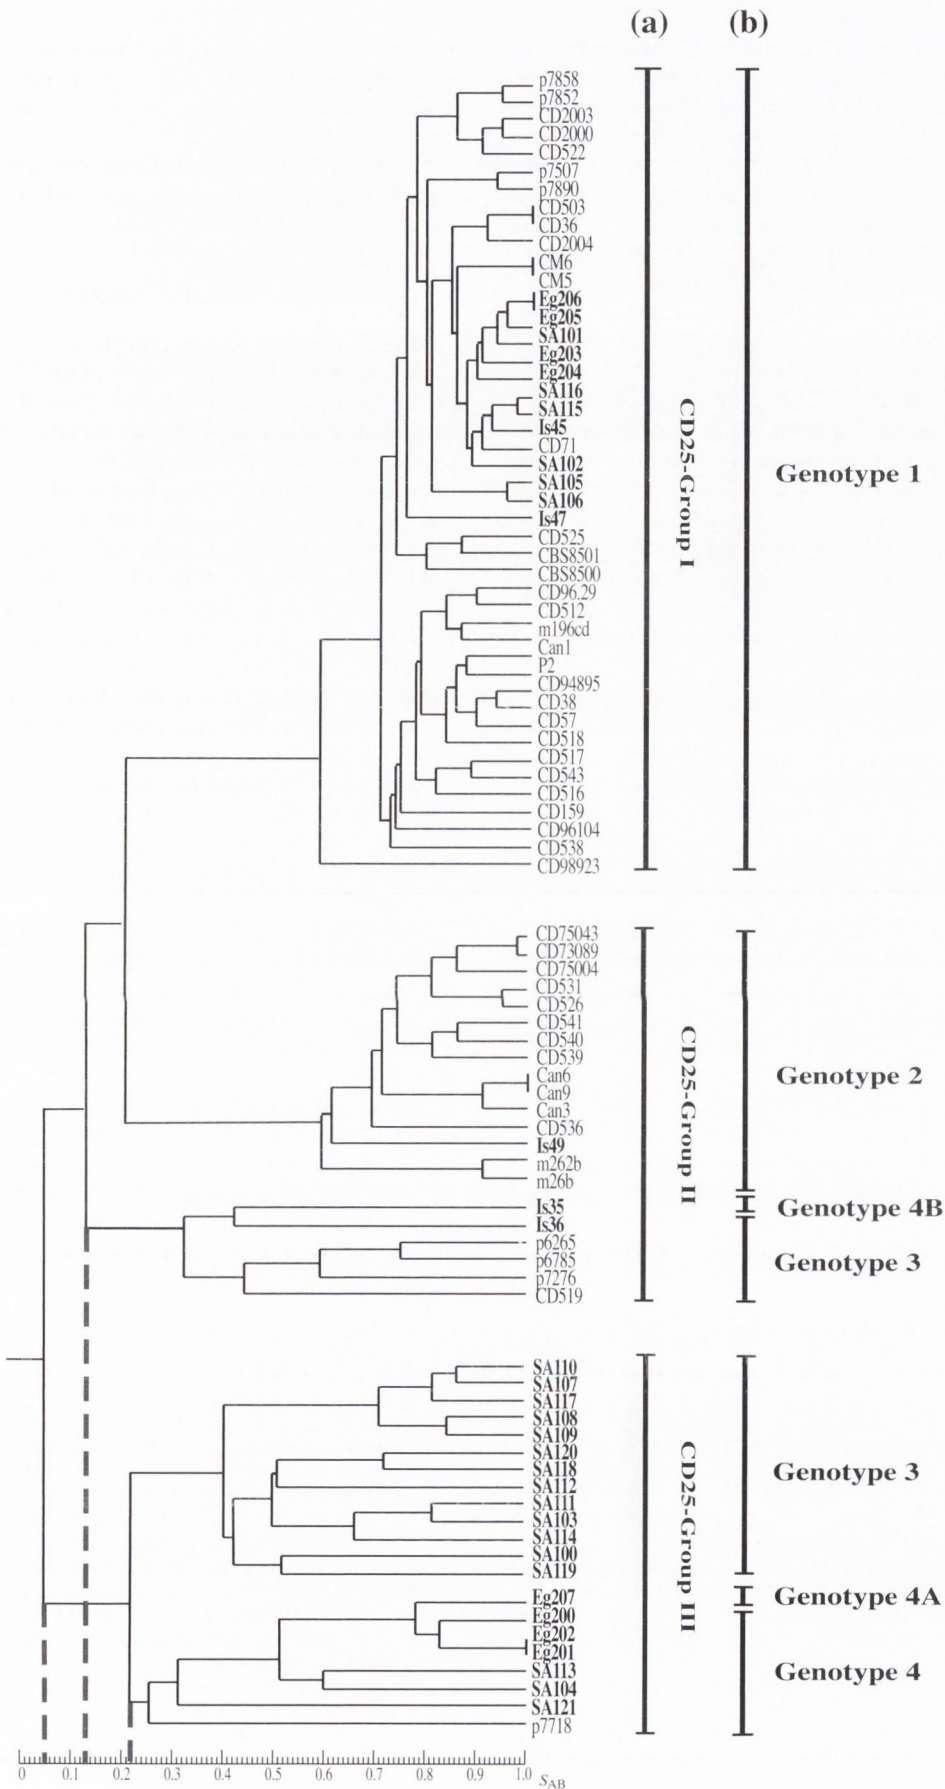 (a) (b)
p7858
p7852
CD2003
CD2000
CD522
p7507
p7890
CD503
CD36
CD2004
CM6
CM5
Eg206
Eg205
SA101
Eg203
Eg204
SA116
SA115
Is45
CD71
SA102
SA105
SA106
Is47
CD525
CBS8501
CBS8500
CD96.29
CD512
m196cd
Can1
P2
CD94895
CD38
CD57
CD518
CD517
CD543
CD516
CD159
CD96104
CD538
CD98923
CD25-Group I
Genotype 1
CD75043
CD73089
CD75004
CD531
CD526
CD541
CD540
CD539
Can6
Can9
Can3
CD536
Is49
m262b
m26b
Is35
Is36
p6265
p6785
p7276
CD519
CD25-Group II
Genotype 2
Genotype 4B
Genotype 3
SA110
SA107
SA117
SA108
SA109
SA120
SA118
SA112
SA111
SA103
SA114
SA100
SA119
Eg207
Eg200
Eg202
Eg201
SA113
SA104
SA121
p7718
CD25-Group III
Genotype 3
Genotype 4A
Genotype 4
0 0.1 0.2 0.3 0.4 0.5 0.6 0.7 0.8 0.9 1.0 SAB